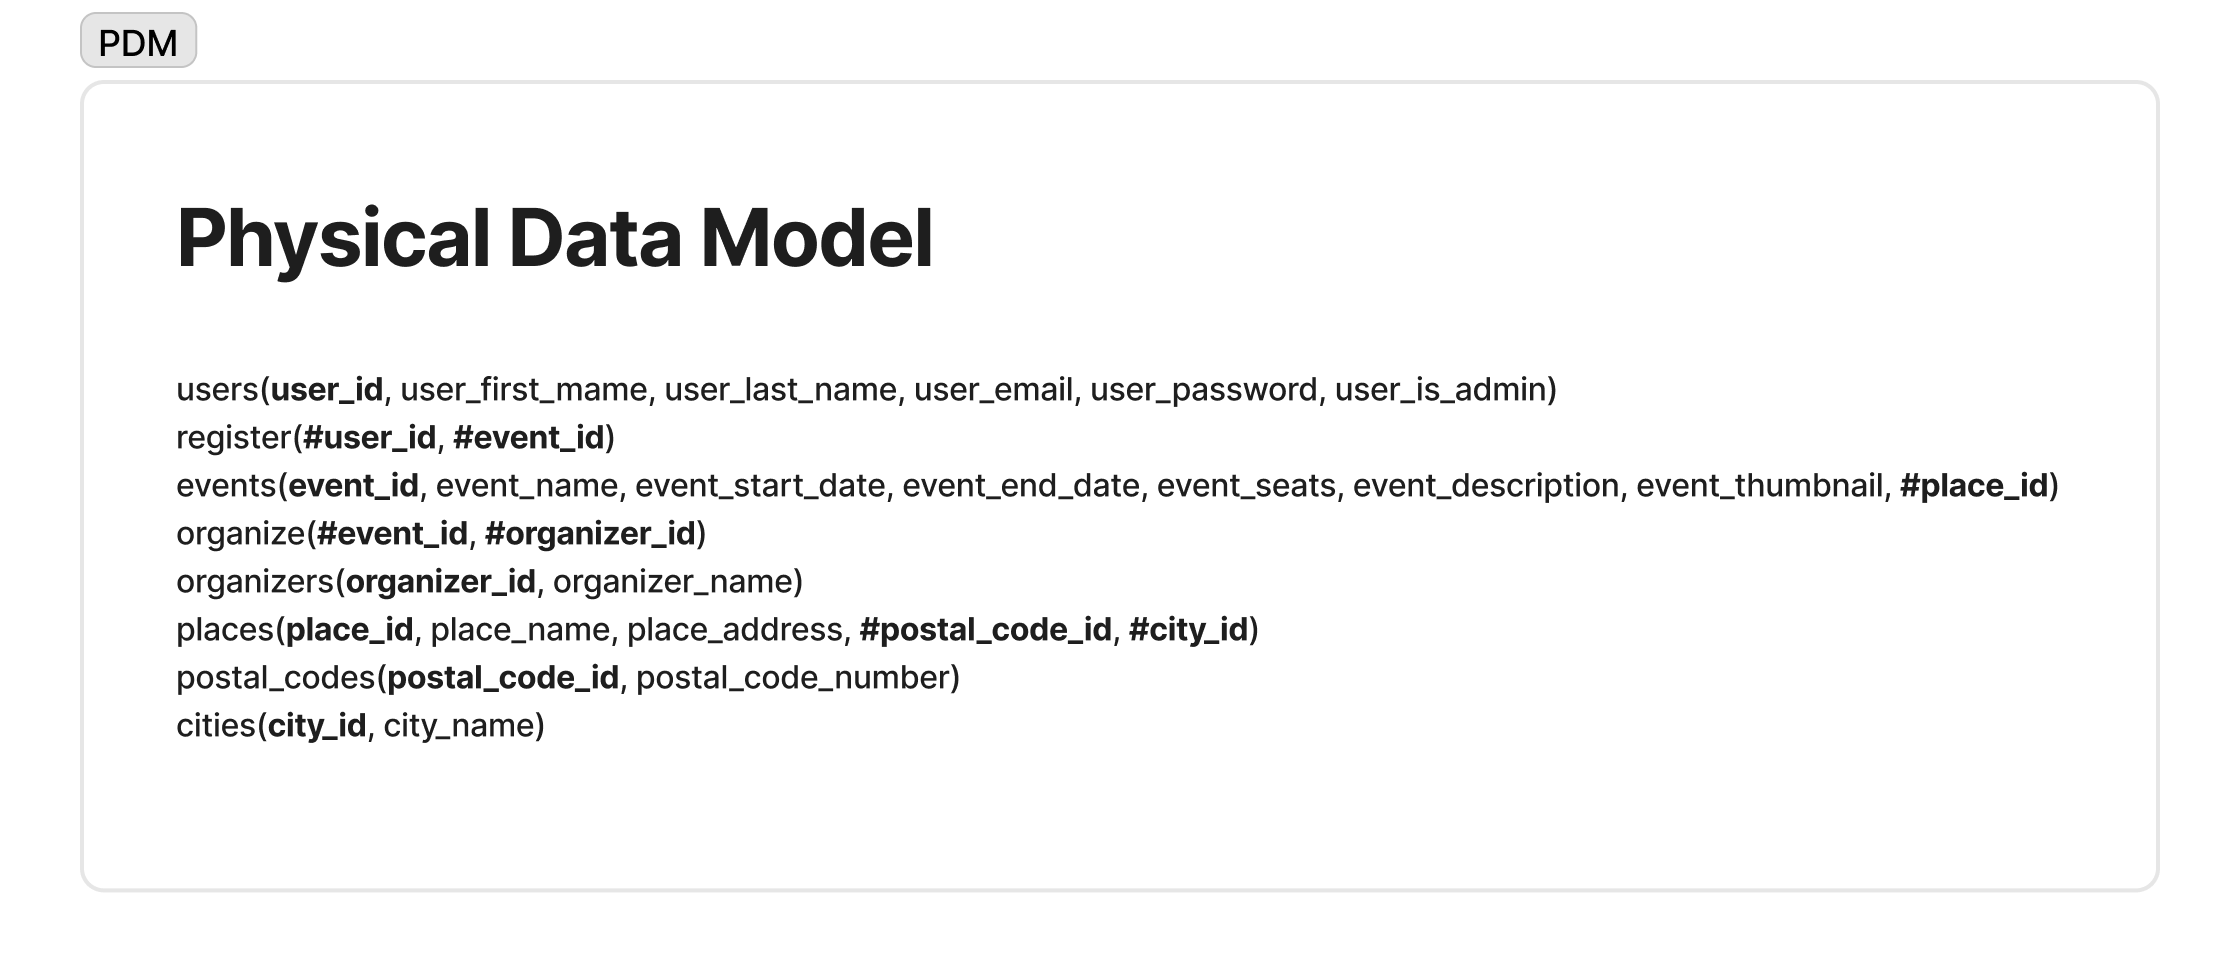 PDM
Physical Data Model
users(user_id, user_first_mame, user_last_name, user_email, user_password, user_is_admin)
register(#user_id, #event_id)
events(event_id, event_name, event_start_date, event_end_date, event_seats, event_description, event_thumbnail, #place_id)
organize(#event_id, #organizer_id)
organizers(organizer_id, organizer_name)
places(place_id, place_name, place_address, #postal_code_id, #city_id)
postal_codes(postal_code_id, postal_code_number)
cities(city_id, city_name)